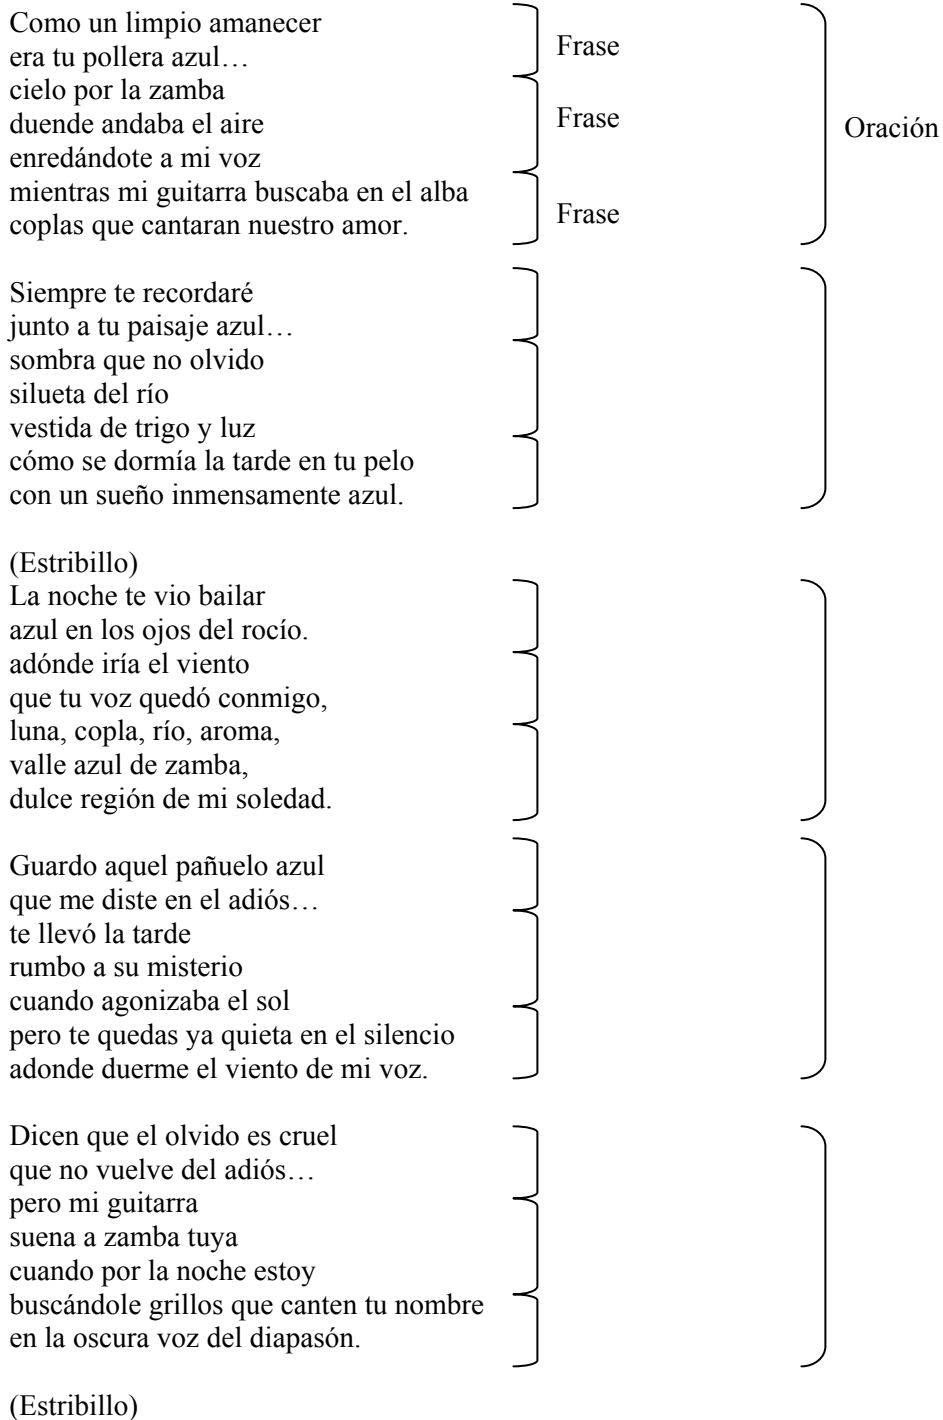 Como un limpio amanecer
era tu pollera azul…
Frase
cielo por la zamba
duende andaba el aire
Frase
Oración
enredándote a mi voz
mientras mi guitarra buscaba en el alba
coplas que cantaran nuestro amor.
Frase
Siempre te recordaré
junto a tu paisaje azul…
sombra que no olvido
silueta del río
vestida de trigo y luz
cómo se dormía la tarde en tu pelo
con un sueño inmensamente azul.
(Estribillo)
La noche te vio bailar
azul en los ojos del rocío.
adónde iría el viento
que tu voz quedó conmigo,
luna, copla, río, aroma,
valle azul de zamba,
dulce región de mi soledad.
Guardo aquel pañuelo azul
que me diste en el adiós…
te llevó la tarde
rumbo a su misterio
cuando agonizaba el sol
pero te quedas ya quieta en el silencio
adonde duerme el viento de mi voz.
Dicen que el olvido es cruel
que no vuelve del adiós…
pero mi guitarra
suena a zamba tuya
cuando por la noche estoy
buscándole grillos que canten tu nombre
en la oscura voz del diapasón.
(Estribillo)